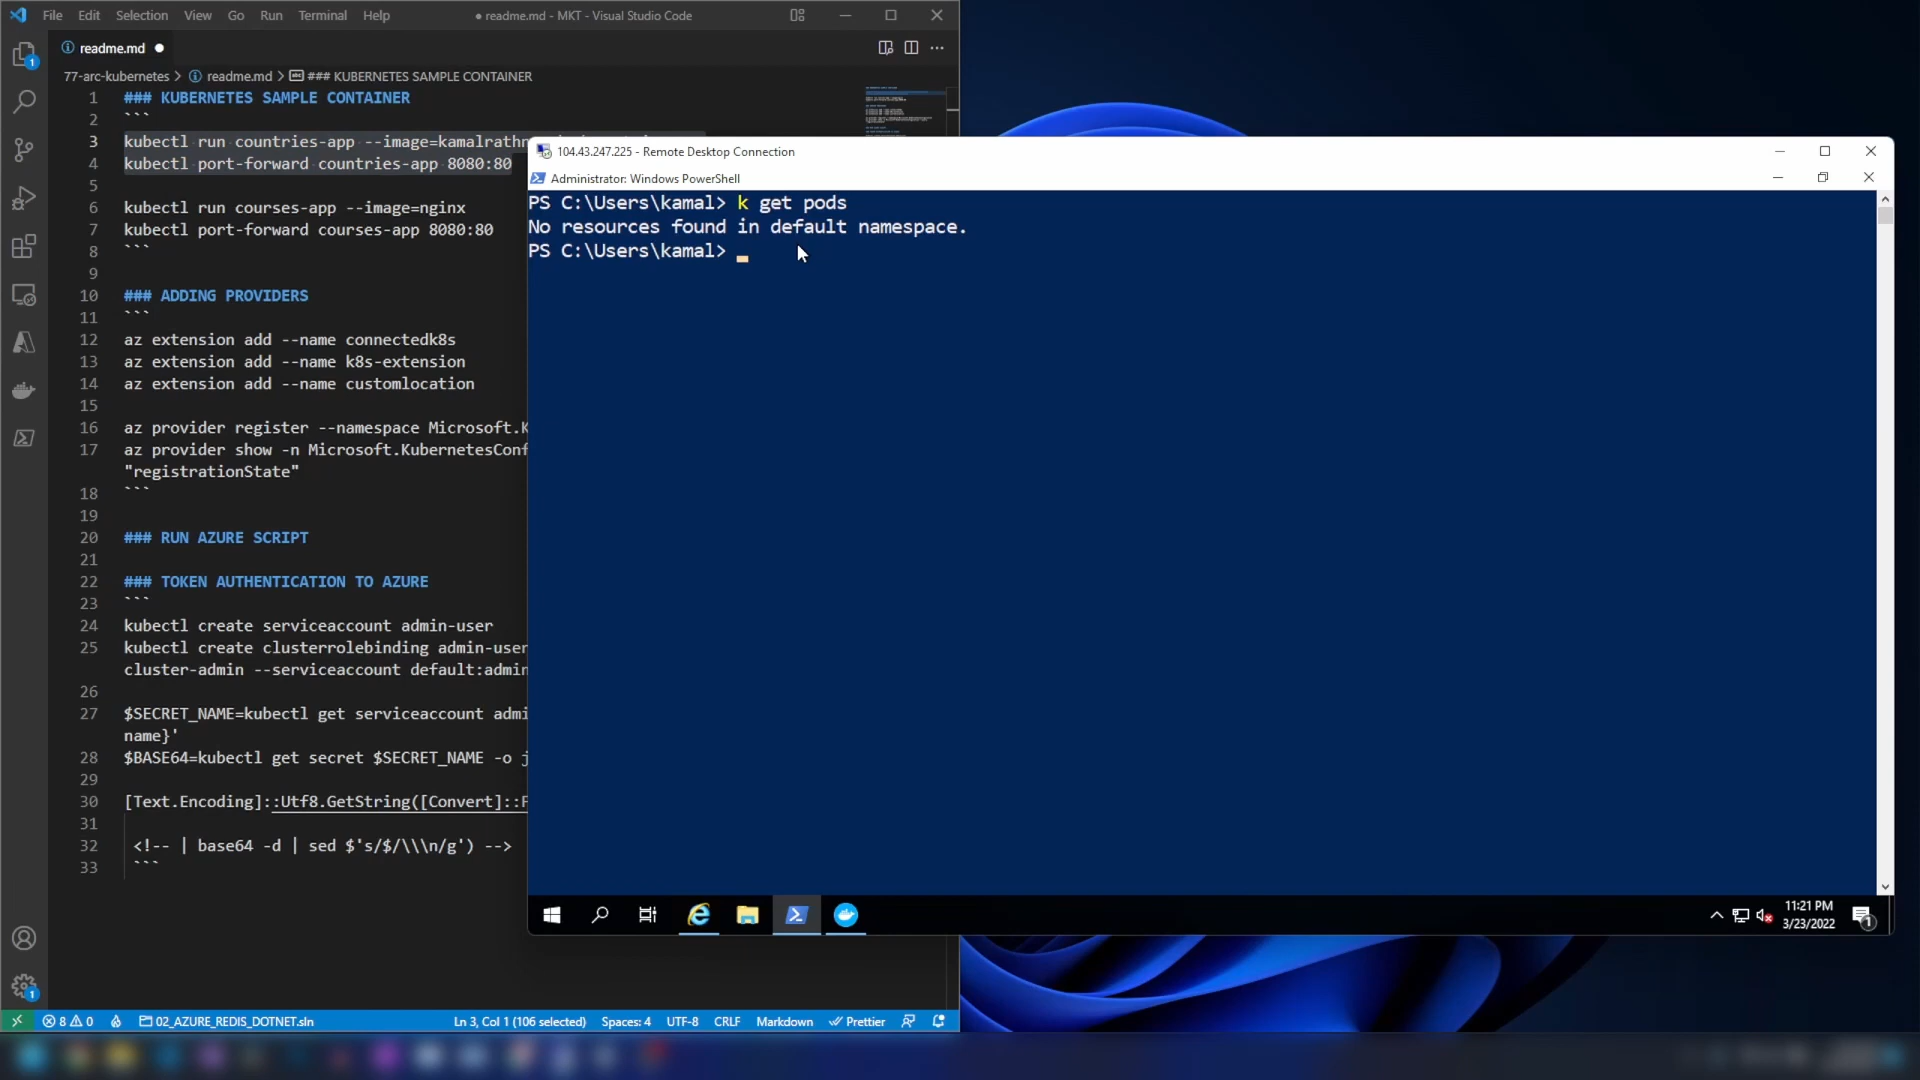 File Edit Selection View Go Run Terminal Help
● readme.md - MKT - Visual Studio Code
readme.md ●
77-arc-kubernetes > readme.md > ### KUBERNETES SAMPLE CONTAINER
1 ### KUBERNETES SAMPLE CONTAINER
2 ```
3 kubectl run countries-app
4 kubectl port-forward countries-app 8080:80
5
6 kubectl run courses-app --image=nginx
7 kubectl port-forward courses-app 8080:80
8 ```
9
10 ### ADDING PROVIDERS
11 ```
12 az extension add --name connectedk8s
13 az extension add --name k8s-extension
14 az extension add --name customlocation
15
16 az provider register --namespace
17 az provider show -n
"registrationState"
18 ```
19
20 ### RUN AZURE SCRIPT
21
22 ### TOKEN AUTHENTICATION TO AZURE
23 ```
24 kubectl create serviceaccount admin-user
25 kubectl create clusterrolebinding admin-user
cluster-admin --serviceaccount
26
27 $SECRET_NAME=kubectl get serviceaccount
name}'
28 $BASE64=kubectl get secret $SECRET_NAME -o
29
30 [Text.Encoding]::Utf8.GetString([Convert]::
31
32 <!-- | base64 -d | sed $'s/$/\\\n/g') -->
33 ```
104.43.247.225 - Remote Desktop Connection
Administrator: Windows PowerShell
PS C:\Users\kamal> k get pods
No resources found in default namespace.
PS C:\Users\kamal>
11:21 PM
3/23/2022
1
1
1
8 0 02_AZURE_REDIS_DOTNET.sln Ln 3, Col 1 (106 selected) Spaces: 4 UTF-8 CRLF Markdown Prettier